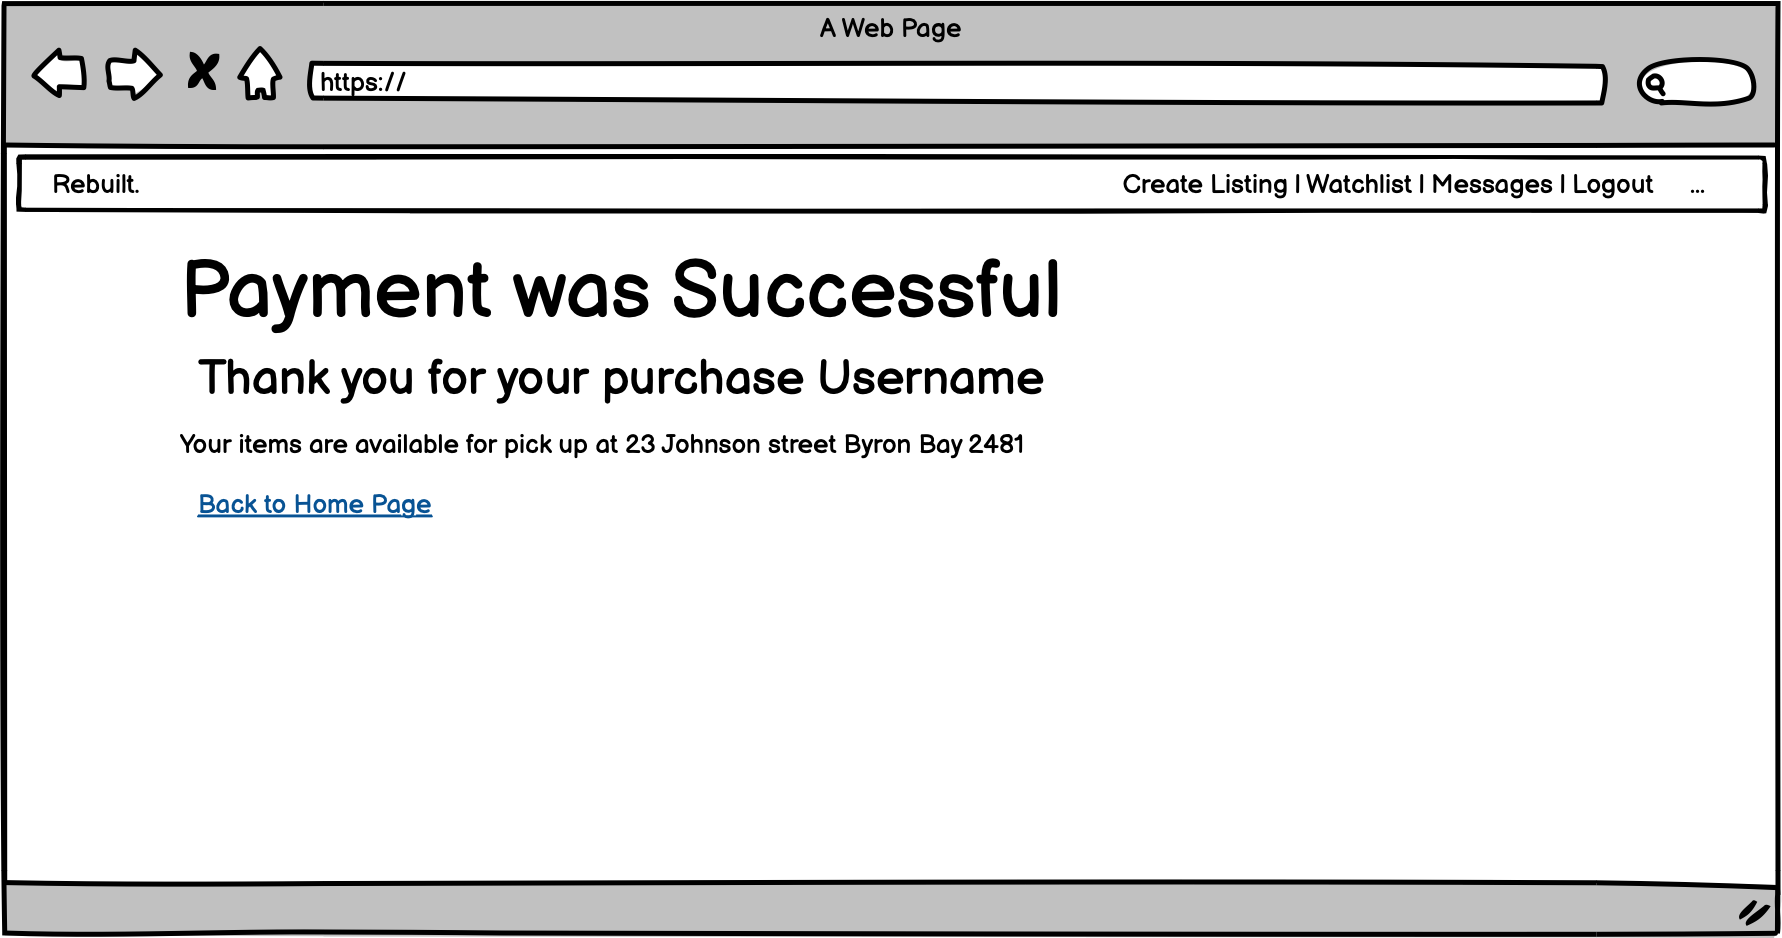 A Web Page
https://
Rebuilt.
Create Listing | Watchlist | Messages | Logout ...
Payment was Successful
Thank you for your purchase Username
Your items are available for pick up at 23 Johnson street Byron Bay 2481
Back to Home Page